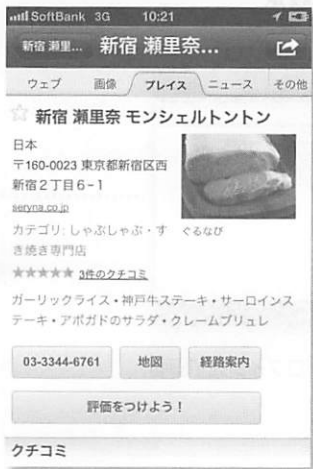 SoftBank 3G 10:21
新宿 瀬里奈...
新宿 瀬里奈...
ウェブ 画像 プレイス ニュース その他
新宿 瀬里奈 モンシェルトントン
日本
〒160-0023 東京都新宿区西
新宿2丁目6-1
seryna.co.jp
ぐるなび
カテゴリ: しゃぶしゃぶ・す
き焼き専門店
3件のクチコミ
ガーリックライス・神戸牛ステーキ・サーロインス
テーキ・アボガドのサラダ・クレームブリュレ
03-3344-6761 地図 経路案内
評価をつけよう!
クチコミ